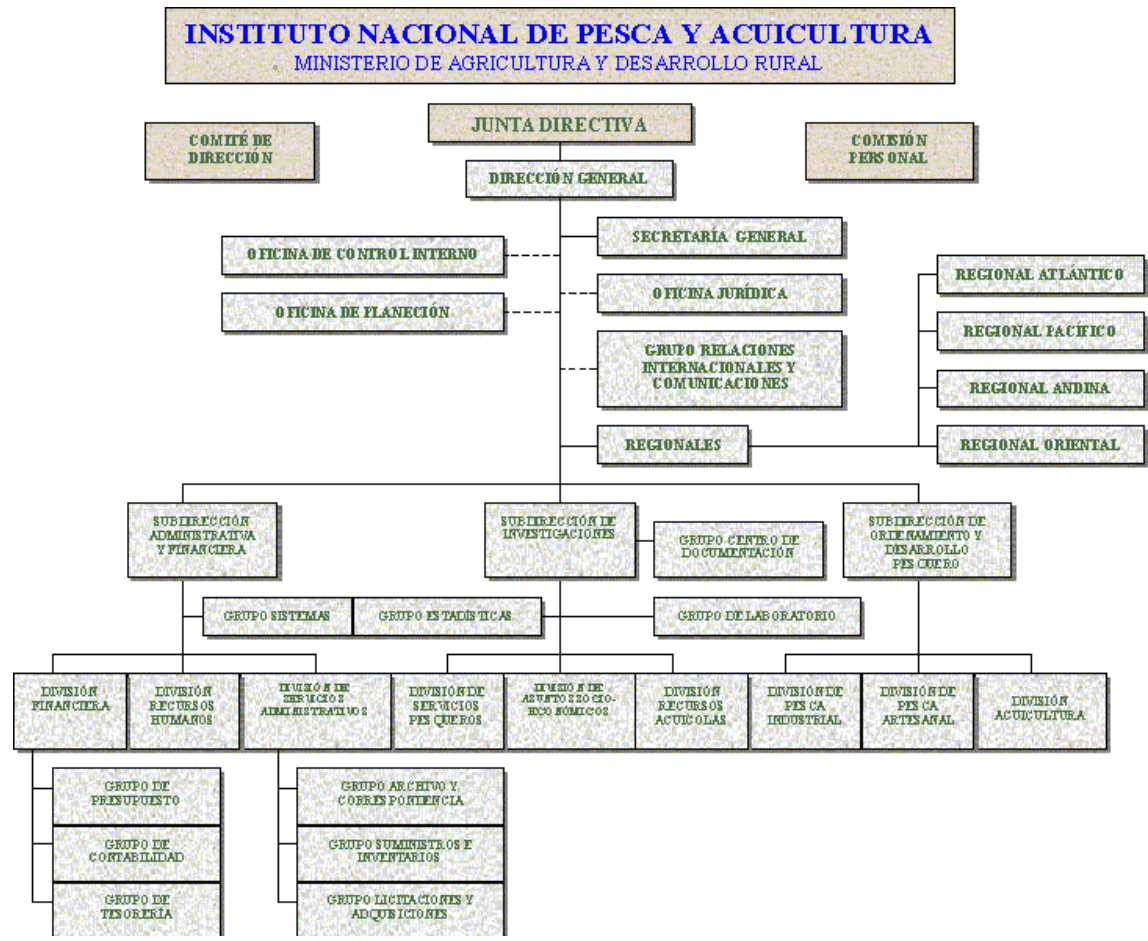 INSTITUTO NACIONAL DE PESCA Y ACUICULTURA
MINISTERIO DE AGRICULTURA Y DESARROLLO RURAL
JUNTA DIRECTIVA
COMITÉ DE
DIRECCIÓN
COMISIÓN
PERSONAL
DIRECCIÓN GENERAL
SECRETARÍA GENERAL
OFICINA DE CONTROL INTERNO
OFICINA JURÍDICA
OFICINA DE PLANECIÓN
GRUPO RELACIONES
INTERNACIONALES Y
COMUNICACIONES
REGIONALES
REGIONAL ATLÁNTICO
REGIONAL PACÍFICO
REGIONAL ANDINA
REGIONAL ORIENTAL
SUBDIRECCIÓN
ADMINISTRATIVA
Y FINANCIERA
SUBDIRECCIÓN DE
INVESTIGACIONES
GRUPO CENTRO DE
DOCUMENTACIÓN
SUBDIRECCIÓN DE
ORDENAMIENTO Y
DESARROLLO
PESQUERO
GRUPO SISTEMAS
GRUPO ESTADÍSTICAS
GRUPO DE LABORATORIO
DIVISIÓN
FINANCIERA
DIVISIÓN
RECURSOS
HUMANOS
DIVISIÓN DE
SERVICIOS
ADMINISTRATIVOS
DIVISIÓN DE
SERVICIOS
PESQUEROS
DIVISIÓN DE
ASUNTOS SOCIO-
ECONÓMICOS
DIVISIÓN
RECURSOS
ACUICOLAS
DIVISIÓN DE
PESCA
INDUSTRIAL
DIVISIÓN DE
PESCA
ARTESANAL
DIVISIÓN
ACUICULTURA
GRUPO DE
PRESUPUESTO
GRUPO DE
CONTABILIDAD
GRUPO DE
TESORERÍA
GRUPO ARCHIVO Y
CORRESPONDENCIA
GRUPO SUMINISTROS E
INVENTARIOS
GRUPO LICITACIONES Y
ADQUISICIONES